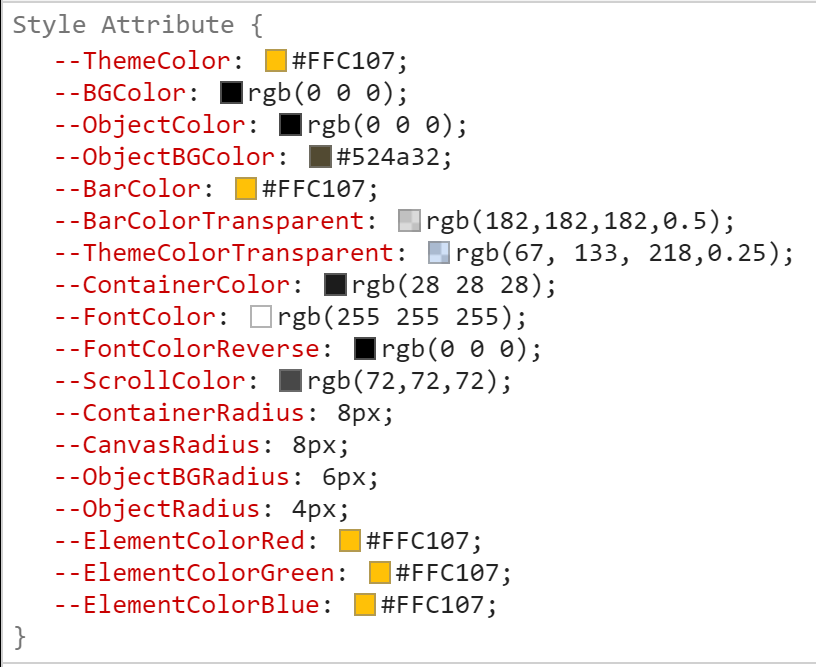 Style Attribute {
--ThemeColor: #FFC107;
--BGColor: rgb(0 0 0);
--ObjectColor: rgb(0 0 0);
--ObjectBGColor: #524a32;
--BarColor: #FFC107;
--BarColorTransparent: rgb(182,182,182,0.5);
--ThemeColorTransparent: rgb(67, 133, 218,0.25);
--ContainerColor: rgb(28 28 28);
--FontColor: rgb(255 255 255);
--FontColorReverse: rgb(0 0 0);
--ScrollColor: rgb(72,72,72);
--ContainerRadius: 8px;
--CanvasRadius: 8px;
--ObjectBGRadius: 6px;
--ObjectRadius: 4px;
--ElementColorRed: #FFC107;
--ElementColorGreen: #FFC107;
--ElementColorBlue: #FFC107;
}